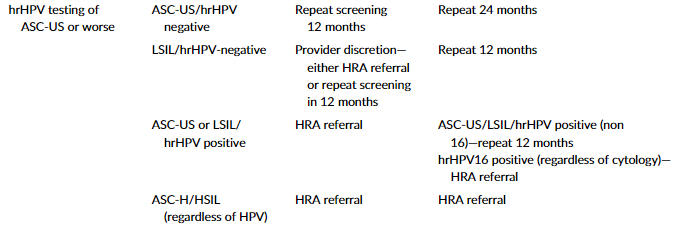 hrHPV testing of ASC-US/hrHPV Repeat screening Repeat 24 months
ASC-US or worse negative 12 months
LSIL/hrHPV-negative Provider discretion— Repeat 12 months
either HRA referral
or repeat screening
in 12 months
ASC-US or LSIL/ HRA referral ASC-US/LSIL/hrHPV positive (non
hrHPV positive 16)—repeat 12 months
hrHPV16 positive (regardless of cytology)—
HRA referral
ASC-H/HSIL HRA referral HRA referral
(regardless of HPV)